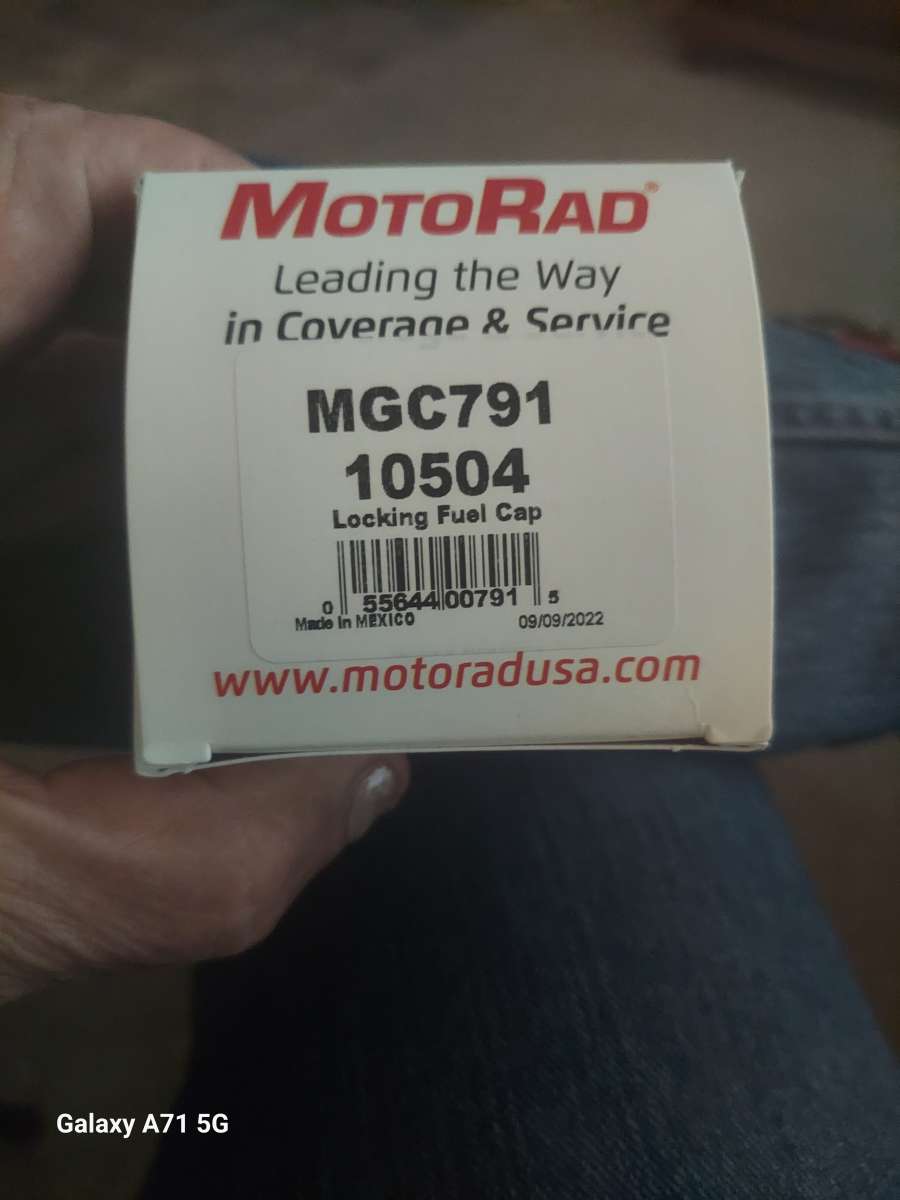 MOTORAD®
Leading the Way
in Coverage & Service
MGC791
10504
Locking Fuel Cap
0 55644 00791 5
Made in MEXICO 09/09/2022
www.motoradusa.com
Galaxy A71 5G